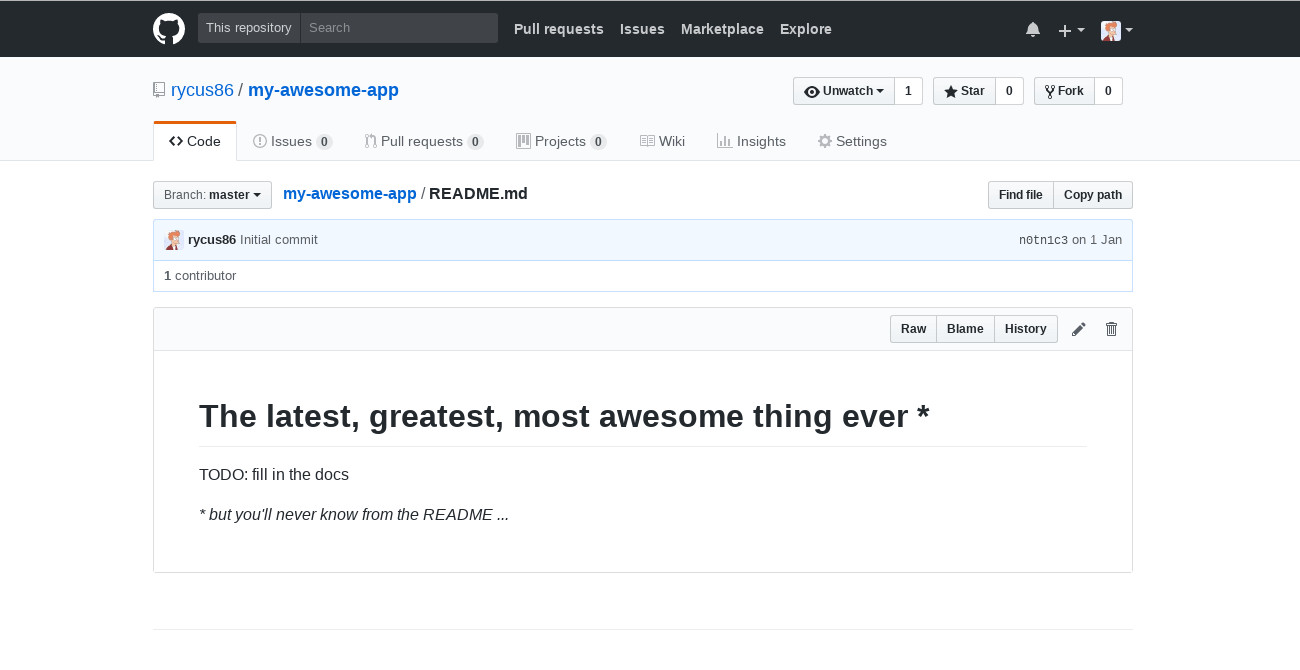 This repository Search Pull requests Issues Marketplace Explore
rycus86 / my-awesome-app Unwatch 1 Star 0 Fork 0
Code Issues 0 Pull requests 0 Projects 0 Wiki Insights Settings
Branch: master my-awesome-app / README.md Find file Copy path
rycus86 Initial commit n0tn1c3 on 1 Jan
1 contributor
Raw Blame History
The latest, greatest, most awesome thing ever *
TODO: fill in the docs
* but you'll never know from the README ...